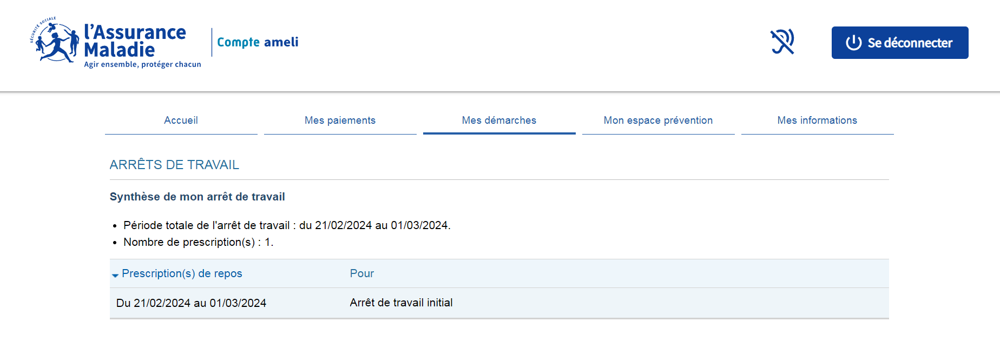 SÉCURITÉ SOCIALE
l'Assurance
Maladie
Agir ensemble, protéger chacun
Compte ameli
Se déconnecter
Accueil
Mes paiements
Mes démarches
Mon espace prévention
Mes informations
ARRÊTS DE TRAVAIL
Synthèse de mon arrêt de travail
• Période totale de l'arrêt de travail : du 21/02/2024 au 01/03/2024.
• Nombre de prescription(s) : 1.
Prescription(s) de repos
Pour
Du 21/02/2024 au 01/03/2024
Arrêt de travail initial